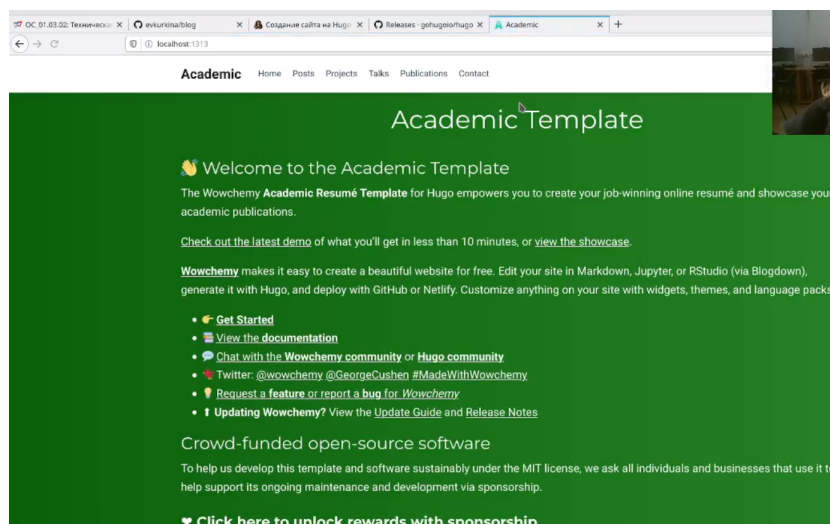 ОС_01.03.02: Техническа
evkurkina/blog
Создание сайта на Hugo
Releases · gohugoio/hugo
Academic
localhost:1313
Academic Home Posts Projects Talks Publications Contact
Academic Template
👋 Welcome to the Academic Template
The Wowchemy Academic Resumé Template for Hugo empowers you to create your job-winning online resumé and showcase you
academic publications.
Check out the latest demo of what you'll get in less than 10 minutes, or view the showcase.
Wowchemy makes it easy to create a beautiful website for free. Edit your site in Markdown, Jupyter, or RStudio (via Blogdown),
generate it with Hugo, and deploy with GitHub or Netlify. Customize anything on your site with widgets, themes, and language packs
• 👉 Get Started
• 📚 View the documentation
• 💬 Chat with the Wowchemy community or Hugo community
• 🐦 Twitter: @wowchemy @GeorgeCushen #MadeWithWowchemy
• 💡 Request a feature or report a bug for Wowchemy
• ⬆ Updating Wowchemy? View the Update Guide and Release Notes
Crowd-funded open-source software
To help us develop this template and software sustainably under the MIT license, we ask all individuals and businesses that use it t
help support its ongoing maintenance and development via sponsorship.
❤ Click here to unlock rewards with sponsorship